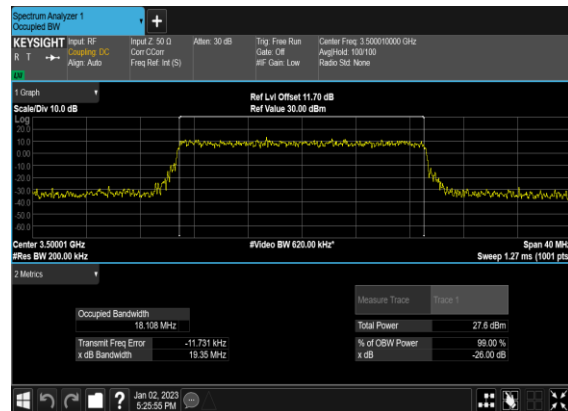 Spectrum Analyzer 1
Occupied BW
+
KEYSIGHT
R T
LW
Input: RF
Coupling: DC
Align: Auto
Input Z: 50 Ω
Corr CCorr
Freq Ref: Int (S)
Atten: 30 dB
Trig: Free Run
Gate: Off
#IF Gain: Low
Center Freq: 3.500010000 GHz
Avg|Hold: 100/100
Radio Std: None
1 Graph
Scale/Div 10.0 dB
Ref Lvl Offset 11.70 dB
Ref Value 30.00 dBm
Log
20.0
10.0
0.00
-10.0
-20.0
-30.0
-40.0
-50.0
-60.0
Center 3.50001 GHz
#Res BW 200.00 kHz
#Video BW 620.00 kHz*
Span 40 MHz
Sweep 1.27 ms (1001 pts
2 Metrics
Measure Trace Trace 1
Occupied Bandwidth
18.108 MHz
Total Power 27.6 dBm
Transmit Freq Error -11.731 kHz
% of OBW Power 99.00 %
x dB Bandwidth 19.35 MHz
x dB -26.00 dB
?
Jan 02, 2023
5:25:55 PM